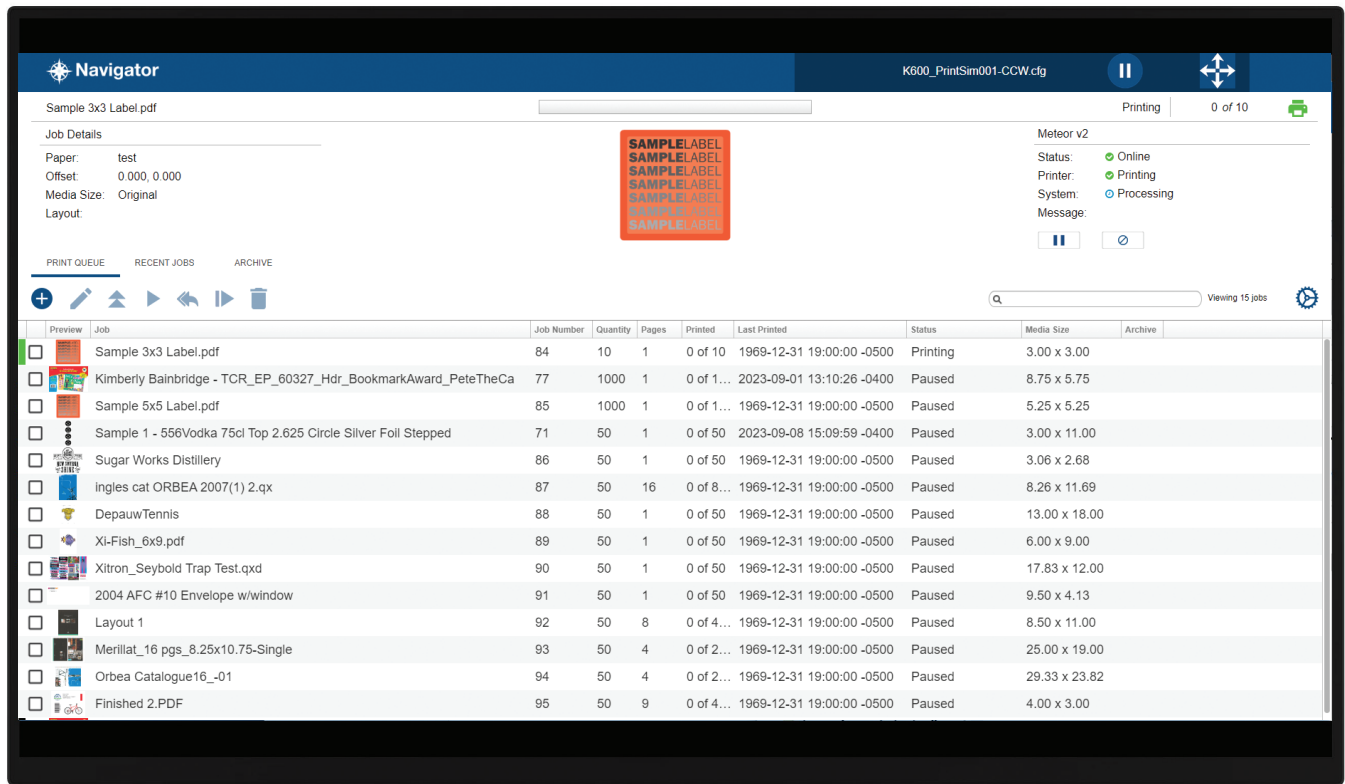 Navigator
K600_PrintSim001-CCW.cfg
Sample 3x3 Label.pdf
Printing 0 of 10
Job Details
Paper: test
Offset: 0.000, 0.000
Media Size: Original
Layout:
SAMPLELABEL
SAMPLELABEL
SAMPLELABEL
SAMPLELABEL
SAMPLELABEL
SAMPLELABEL
SAMPLELABEL
Meteor v2
Status: Online
Printer: Printing
System: Processing
Message:
PRINT QUEUE RECENT JOBS ARCHIVE
Viewing 15 jobs
Preview Job Job Number Quantity Pages Printed Last Printed Status Media Size Archive
Sample 3x3 Label.pdf 84 10 1 0 of 10 1969-12-31 19:00:00 -0500 Printing 3.00 x 3.00
Kimberly Bainbridge - TCR_EP_60327_Hdr_BookmarkAward_PeteTheCa 77 1000 1 0 of 1... 2023-09-01 13:10:26 -0400 Paused 8.75 x 5.75
Sample 5x5 Label.pdf 85 1000 1 0 of 1... 1969-12-31 19:00:00 -0500 Paused 5.25 x 5.25
Sample 1 - 556Vodka 75cl Top 2.625 Circle Silver Foil Stepped 71 50 1 0 of 50 2023-09-08 15:09:59 -0400 Paused 3.00 x 11.00
Sugar Works Distillery 86 50 1 0 of 50 1969-12-31 19:00:00 -0500 Paused 3.06 x 2.68
ingles cat ORBEA 2007(1) 2.qx 87 50 16 0 of 8... 1969-12-31 19:00:00 -0500 Paused 8.26 x 11.69
DepauwTennis 88 50 1 0 of 50 1969-12-31 19:00:00 -0500 Paused 13.00 x 18.00
Xi-Fish_6x9.pdf 89 50 1 0 of 50 1969-12-31 19:00:00 -0500 Paused 6.00 x 9.00
Xitron_Seybold Trap Test.qxd 90 50 1 0 of 50 1969-12-31 19:00:00 -0500 Paused 17.83 x 12.00
2004 AFC #10 Envelope w/window 91 50 1 0 of 50 1969-12-31 19:00:00 -0500 Paused 9.50 x 4.13
Layout 1 92 50 8 0 of 4... 1969-12-31 19:00:00 -0500 Paused 8.50 x 11.00
Merillat_16 pgs_8.25x10.75-Single 93 50 4 0 of 2... 1969-12-31 19:00:00 -0500 Paused 25.00 x 19.00
Orbea Catalogue16_-01 94 50 4 0 of 2... 1969-12-31 19:00:00 -0500 Paused 29.33 x 23.82
Finished 2.PDF 95 50 9 0 of 4... 1969-12-31 19:00:00 -0500 Paused 4.00 x 3.00